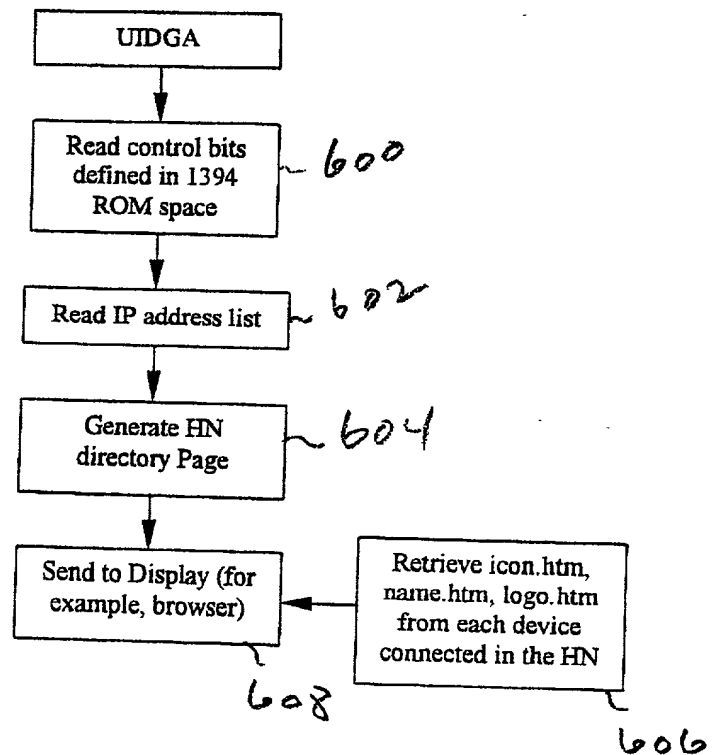 UIDGA
Read control bits
defined in 1394
ROM space
600
Read IP address list
602
Generate HN
directory Page
604
Send to Display (for
example, browser)
608
Retrieve icon.htm,
name.htm, logo.htm
from each device
connected in the HN
606